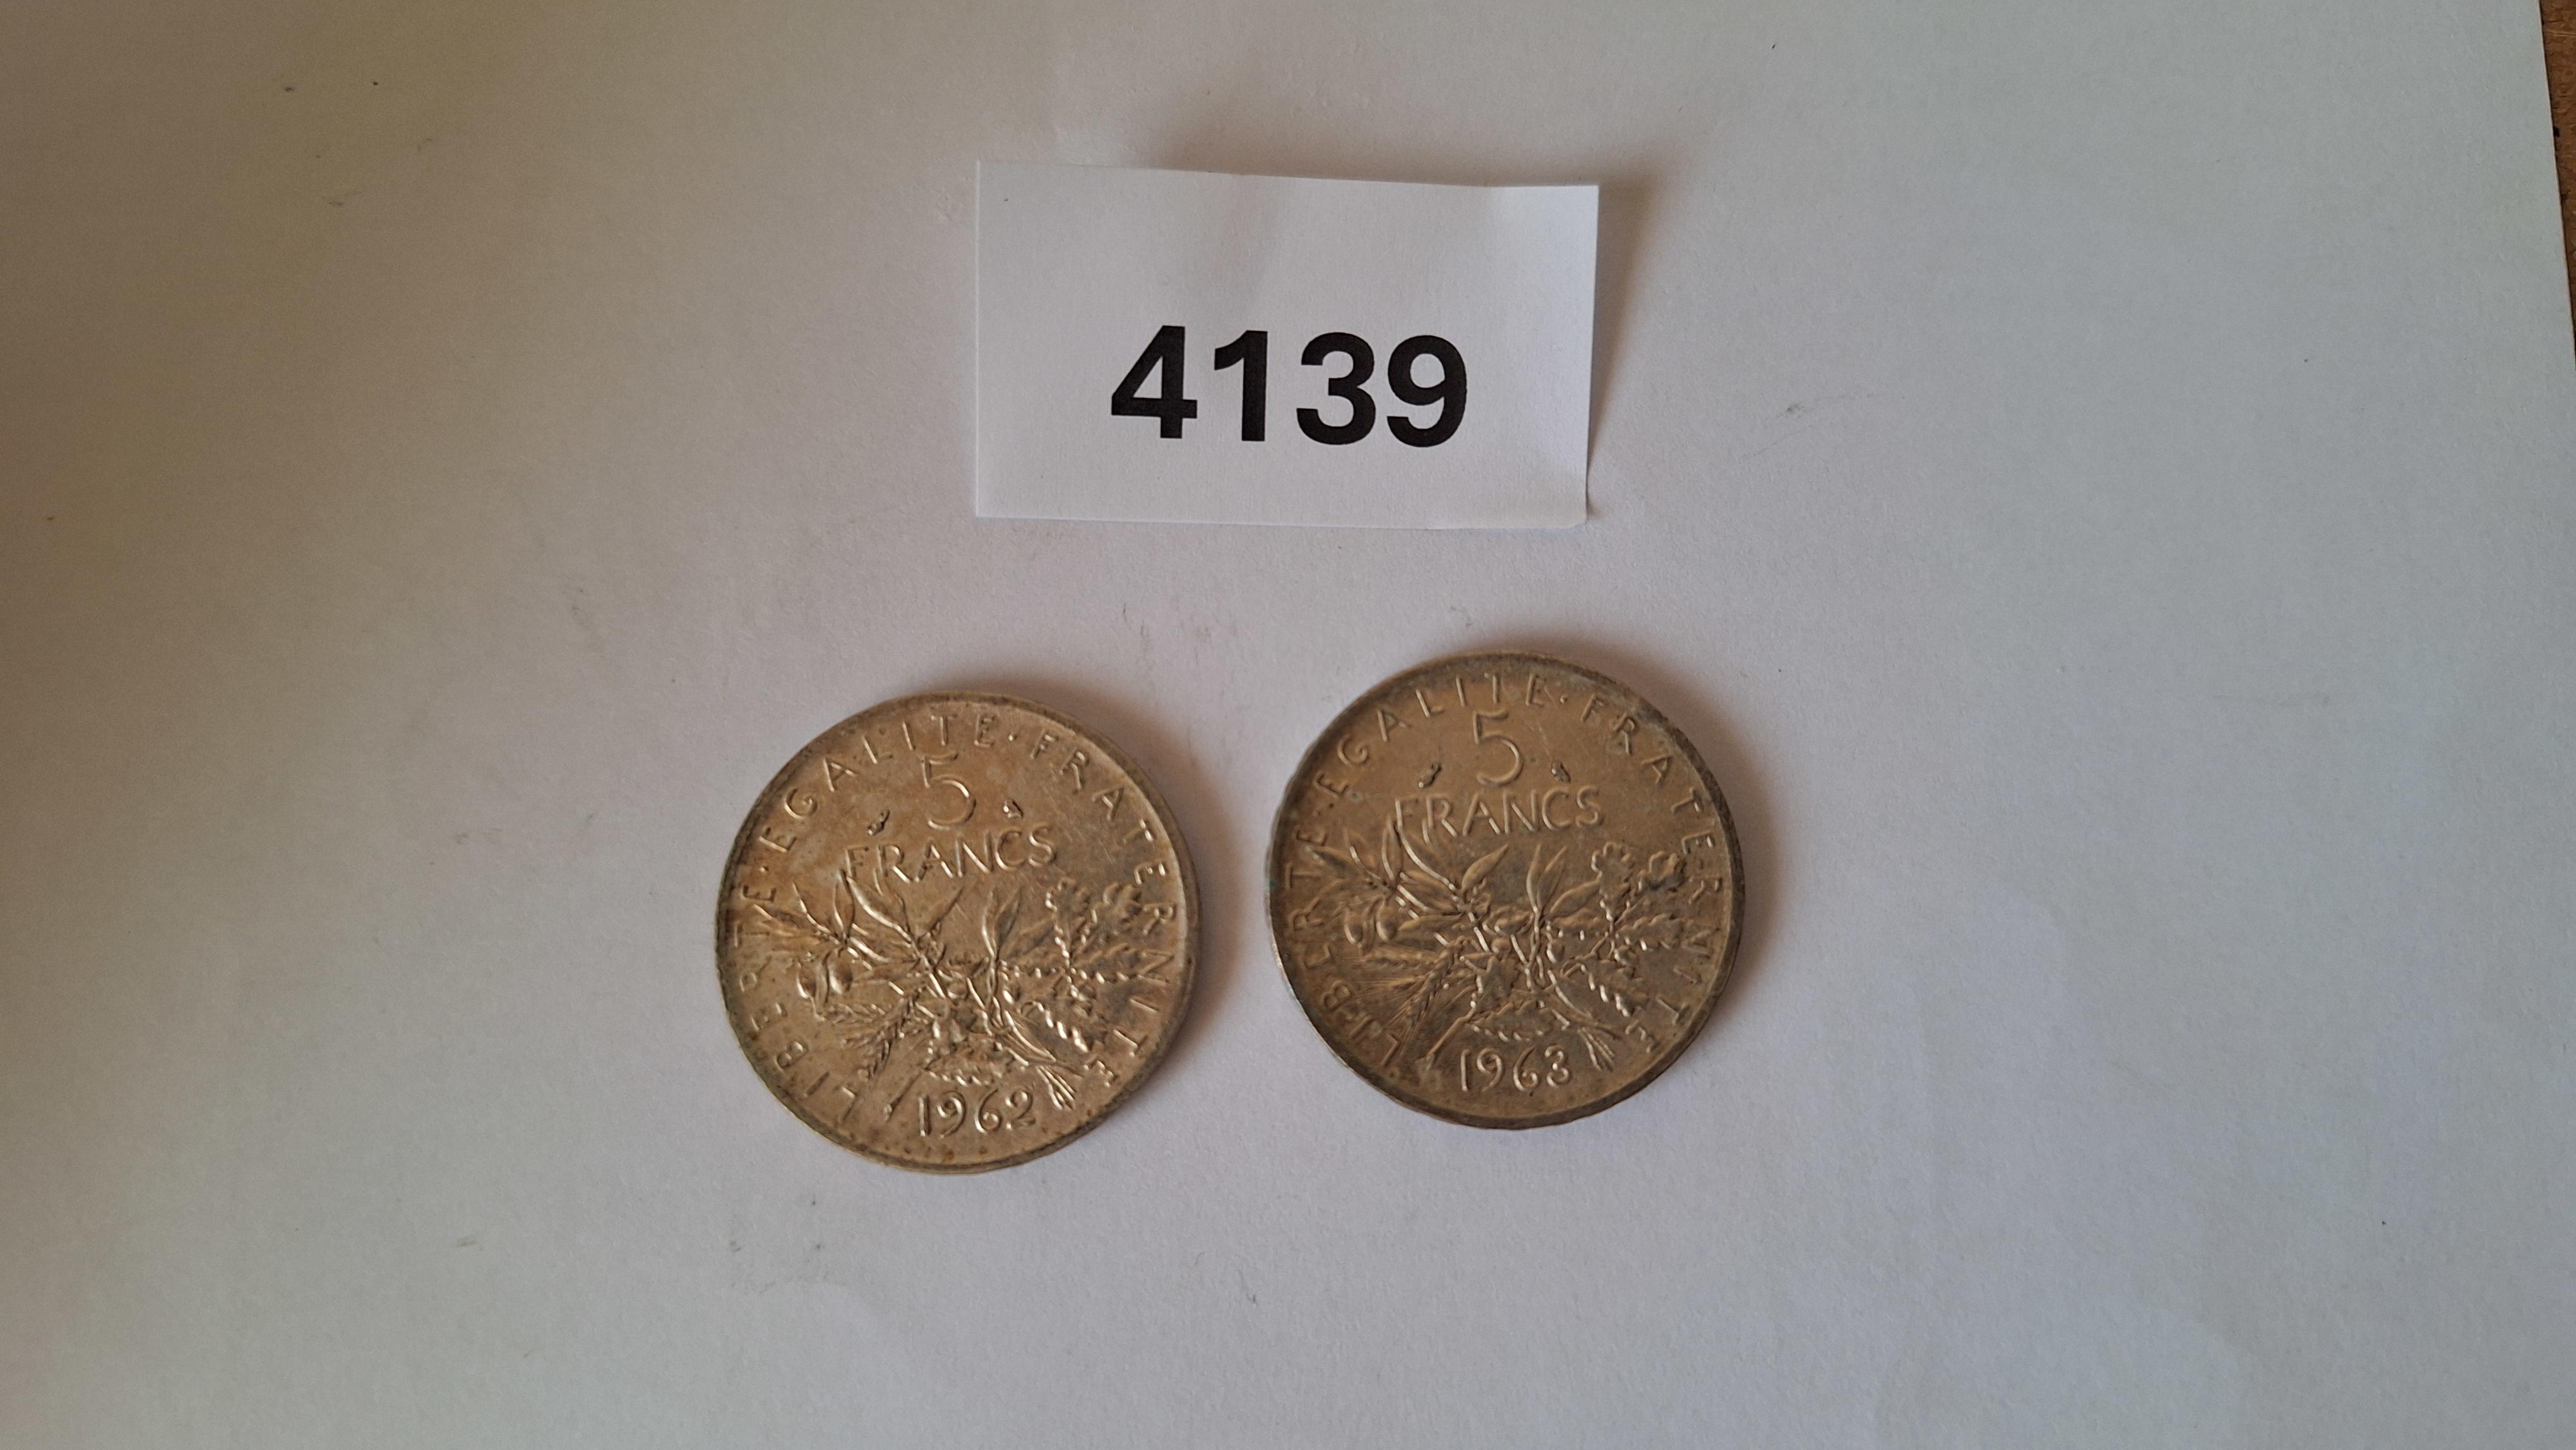 4139
LIBERTE·EGALITE·FRATERNITE
5
FRANCS
1962
LIBERTE·EGALITE·FRATERNITE
5
FRANCS
1963